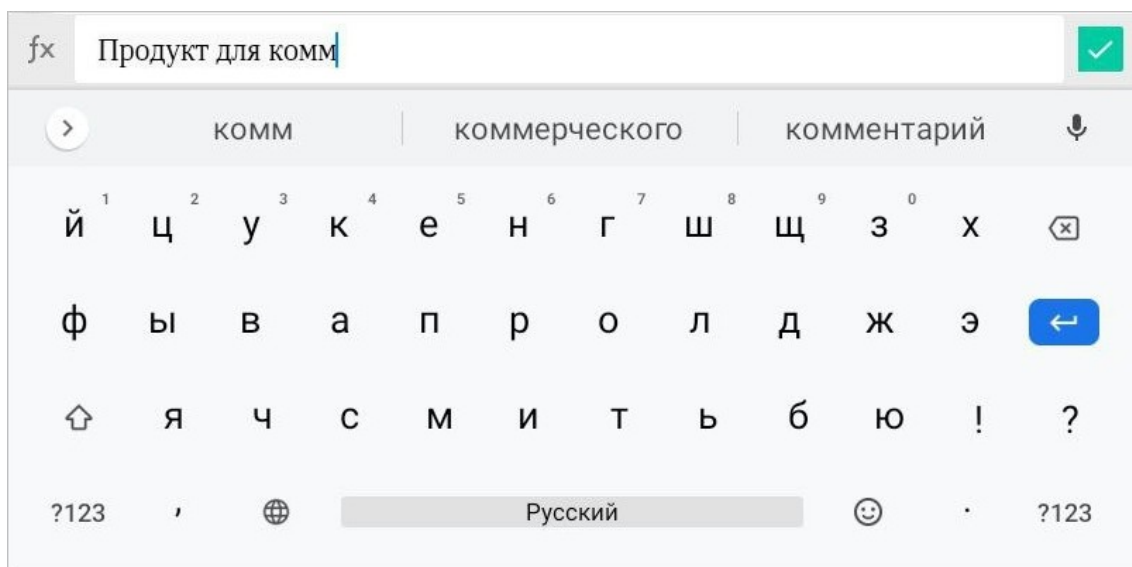 fx Продукт для комм
комм коммерческого комментарий
й 1 ц 2 у 3 к 4 е 5 н 6 г 7 ш 8 щ 9 з 0 х
ф ы в а п р о л д ж э
я ч с м и т ь б ю ! ?
?123 , Русский . ?123